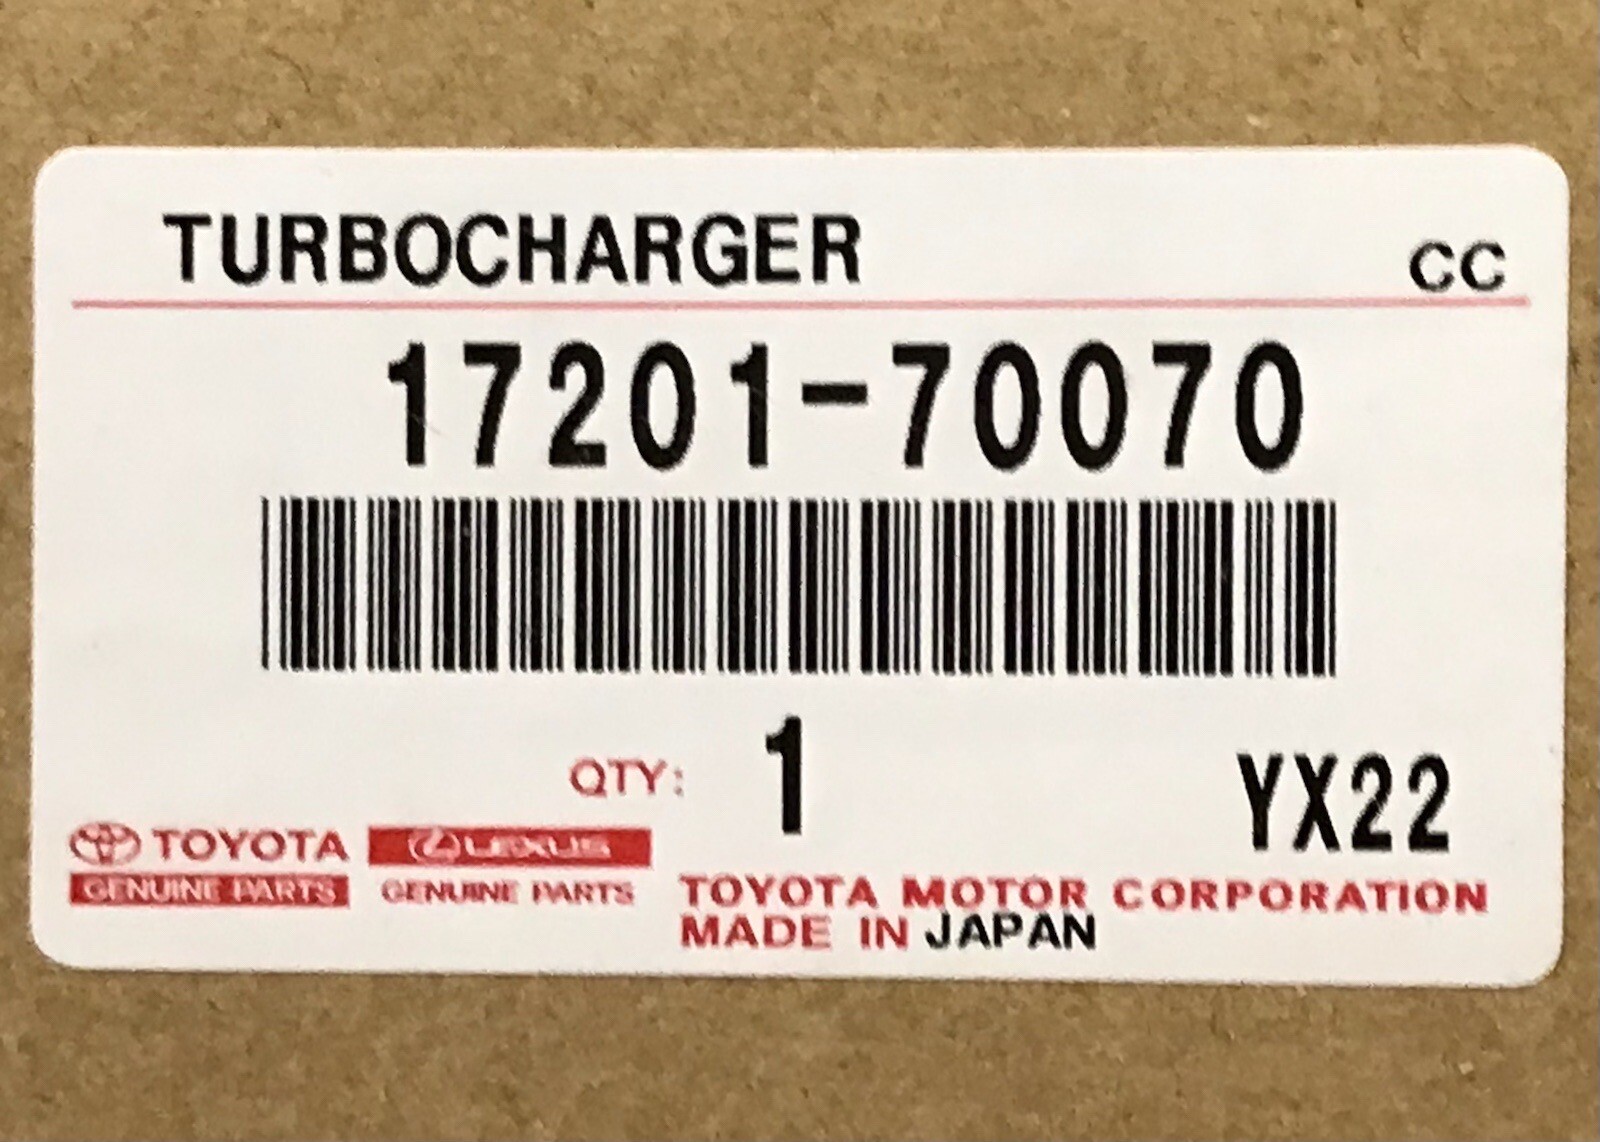 TURBOCHARGER CC
17201-70070
QTY: 1 YX22
TOYOTA LEXUS
GENUINE PARTS GENUINE PARTS TOYOTA MOTOR CORPORATION
MADE IN JAPAN